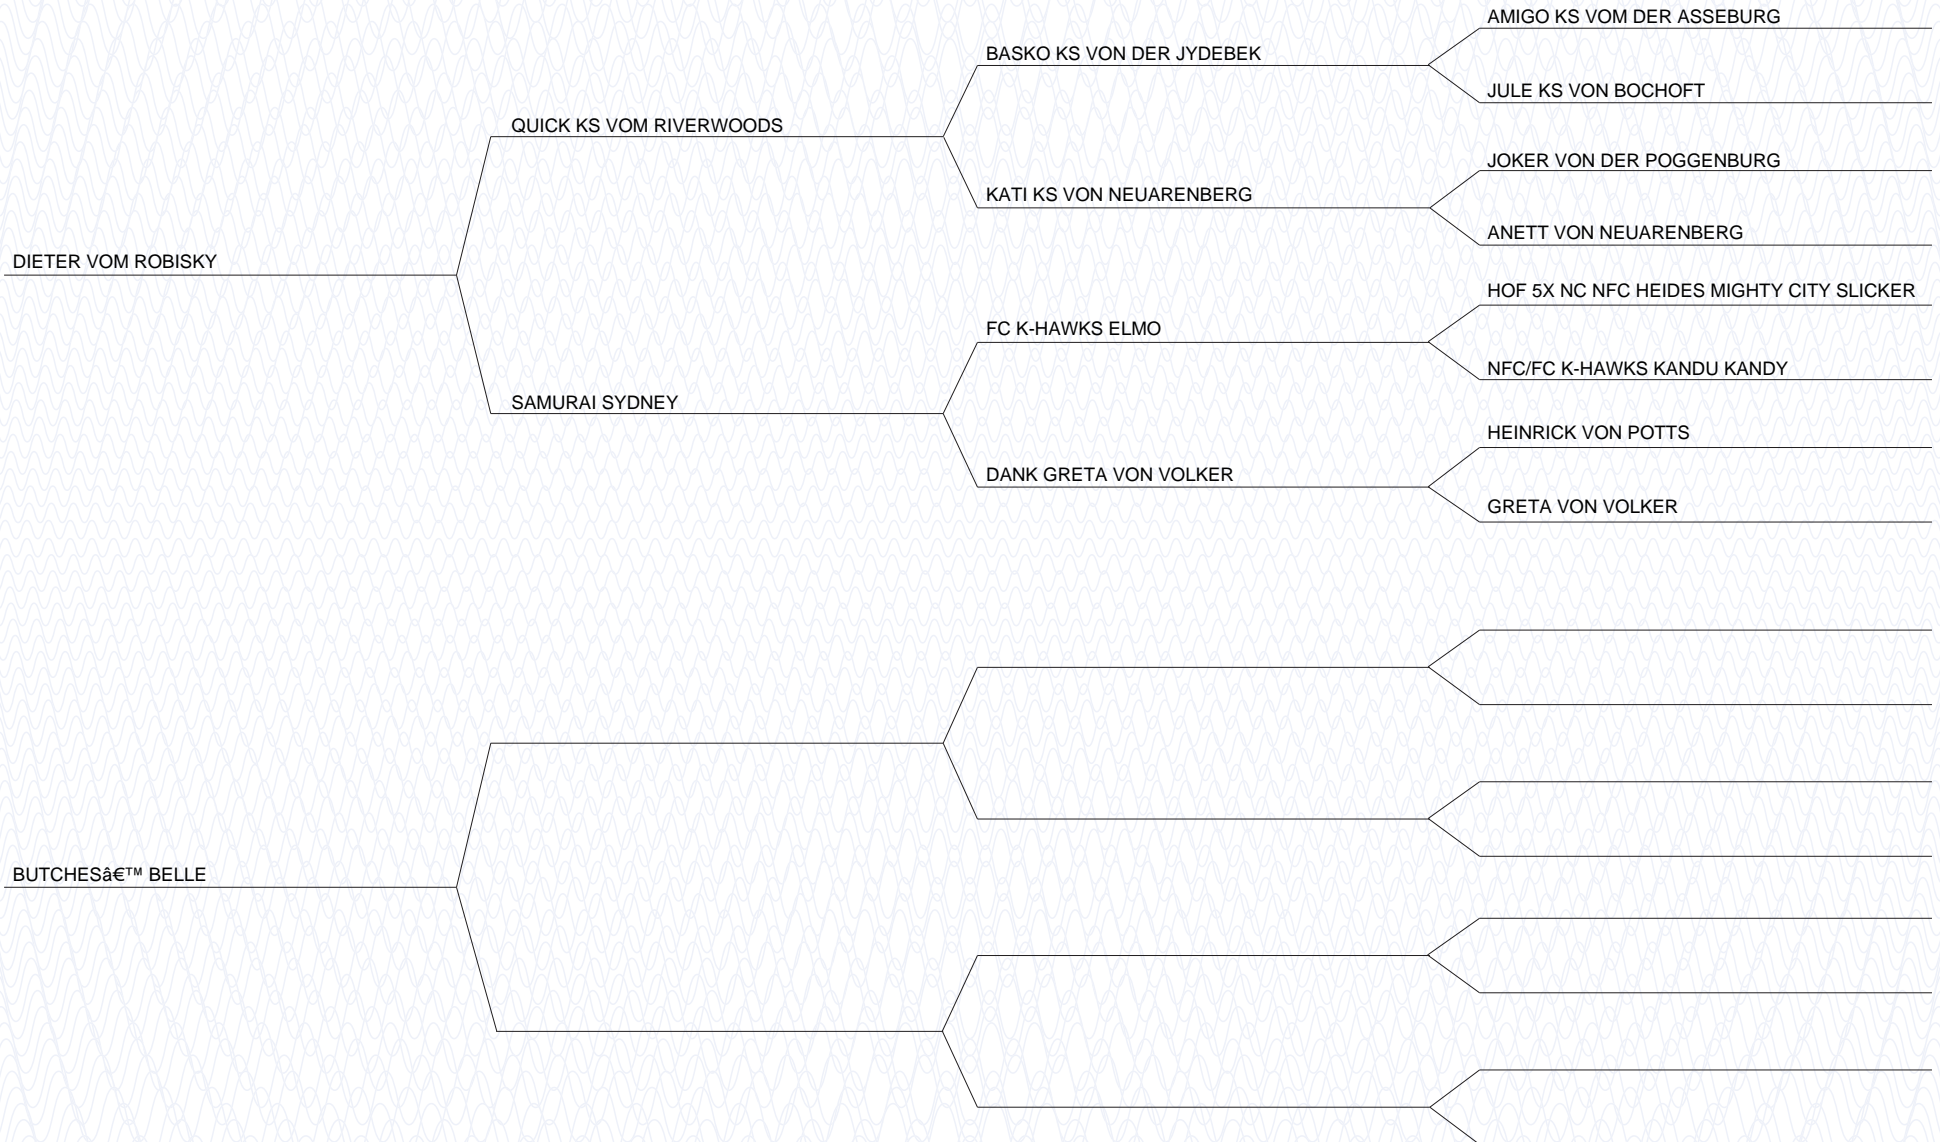 AMIGO KS VOM DER ASSEBURG
BASKO KS VON DER JYDEBEK
JULE KS VON BOCHOFT
QUICK KS VOM RIVERWOODS
JOKER VON DER POGGENBURG
KATI KS VON NEUARENBERG
ANETT VON NEUARENBERG
DIETER VOM ROBISKY
HOF 5X NC NFC HEIDES MIGHTY CITY SLICKER
FC K-HAWKS ELMO
NFC/FC K-HAWKS KANDU KANDY
SAMURAI SYDNEY
HEINRICK VON POTTS
DANK GRETA VON VOLKER
GRETA VON VOLKER
BUTCHESâ€™ BELLE